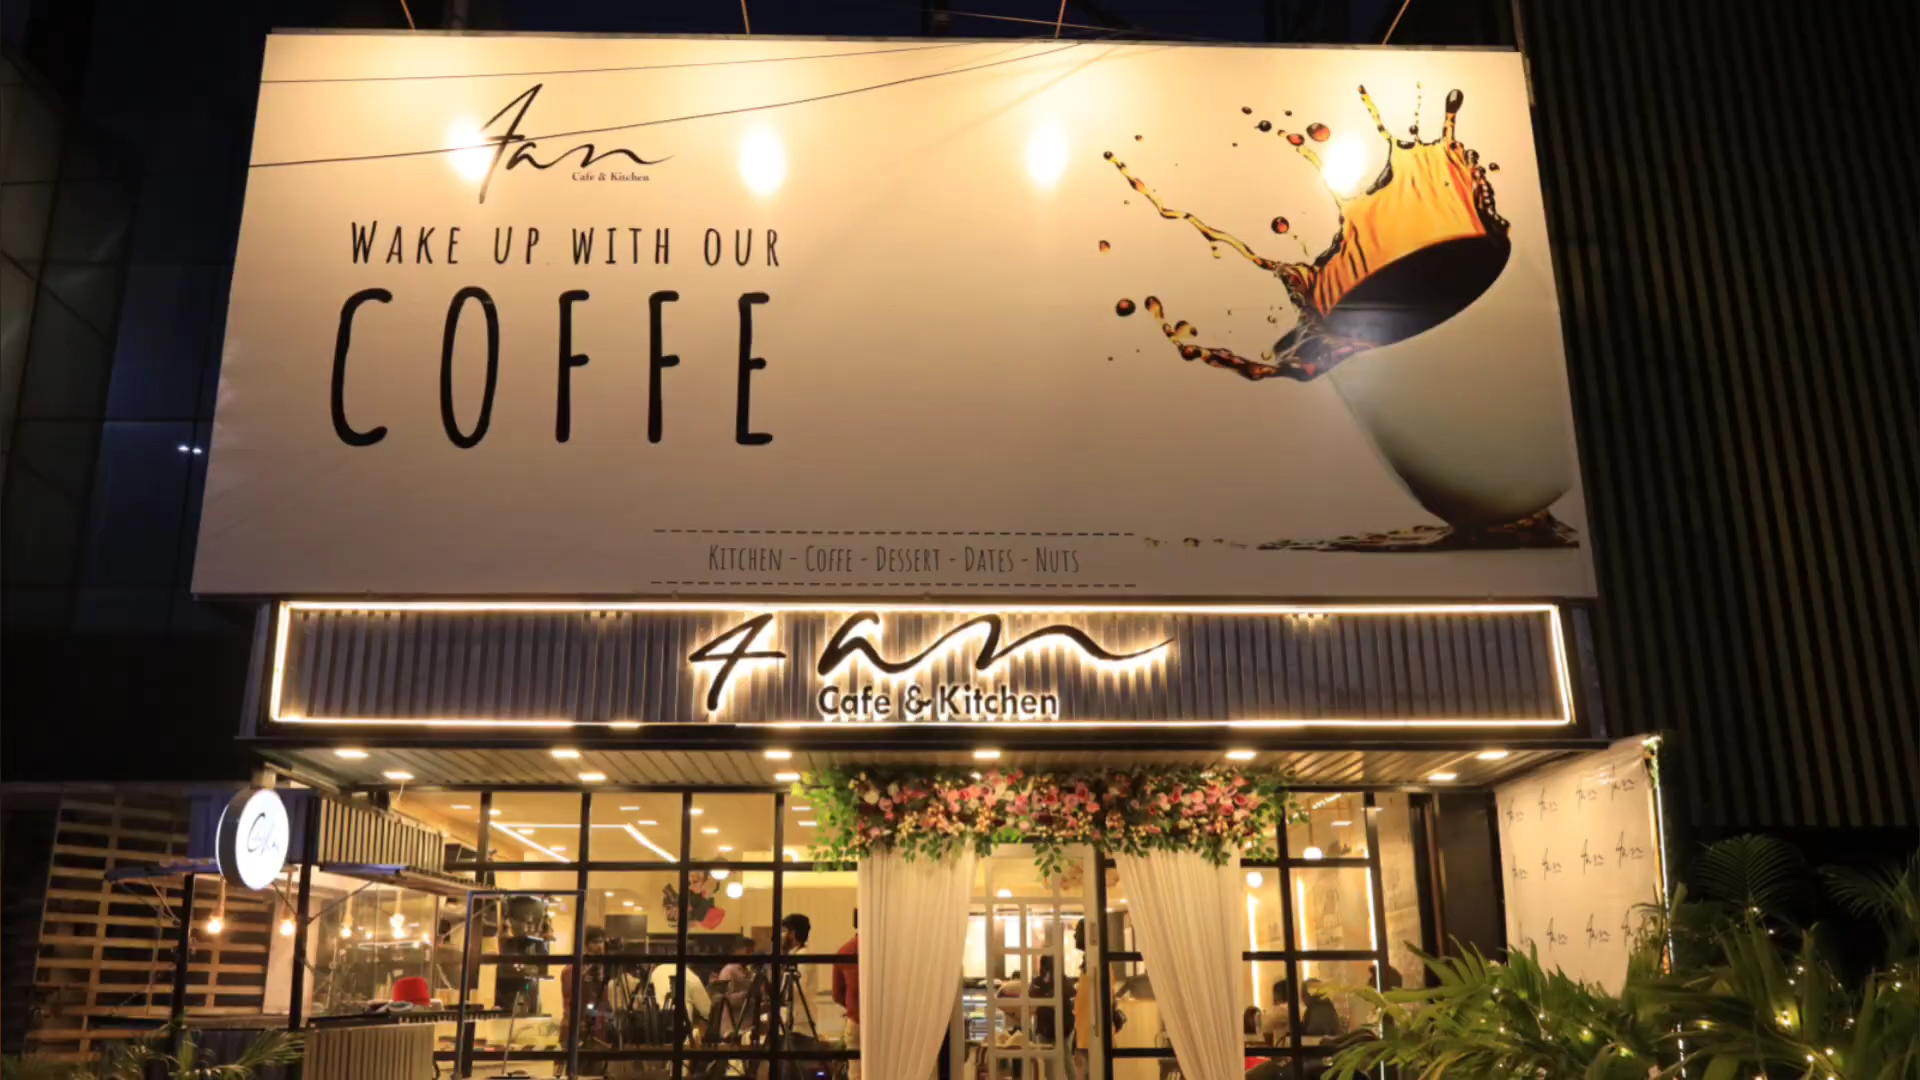 4am
Cafe & Kitchen
WAKE UP WITH OUR
COFFE
KITCHEN - COFFE - DESSERT - DATES - NUTS
4am
Cafe & Kitchen